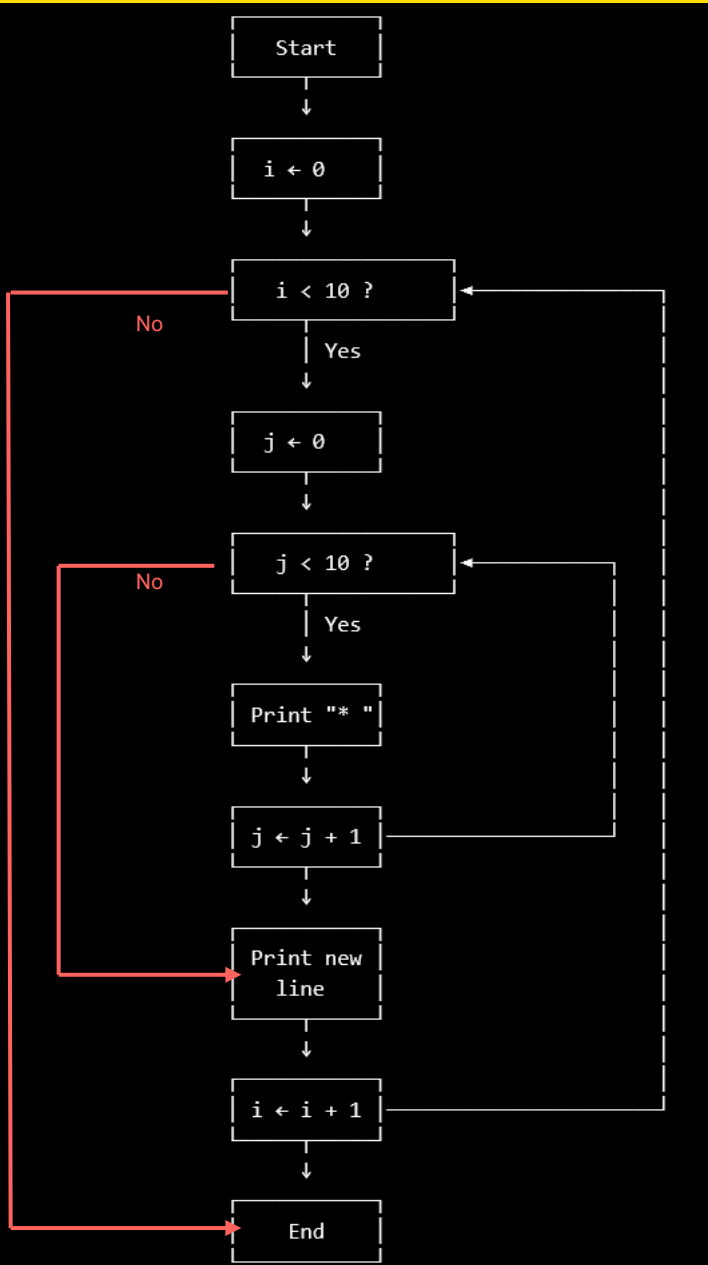 Start
i ← 0
i < 10 ?
No
Yes
j ← 0
j < 10 ?
No
Yes
Print "* "
j ← j + 1
Print new
line
i ← i + 1
End